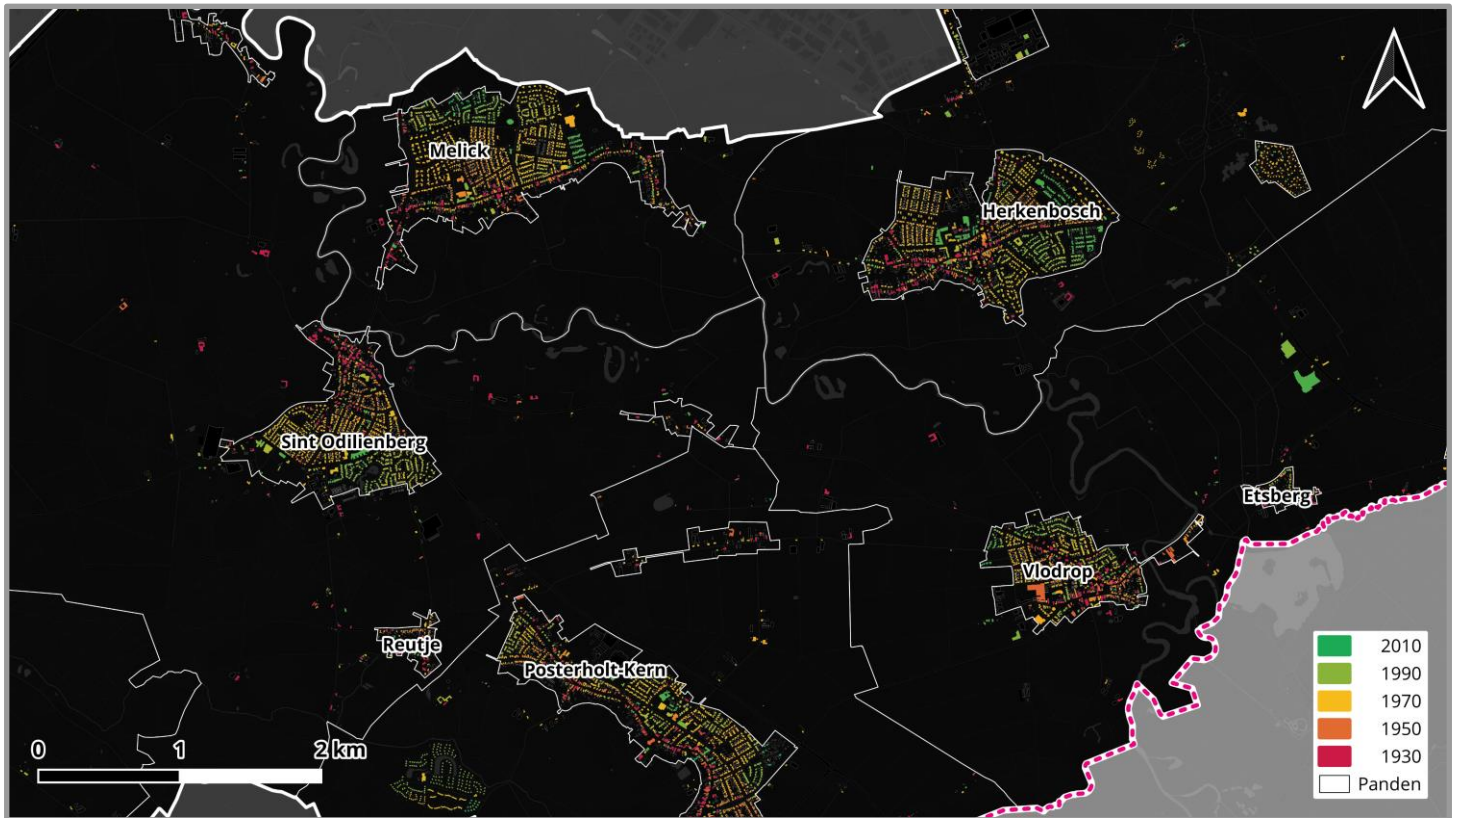 Melick
Herkenbosch
Sint Odilienberg
Etsberg
Vlodrop
Reutje
Posterholt-Kern
0 1 2 km
2010
1990
1970
1950
1930
Panden